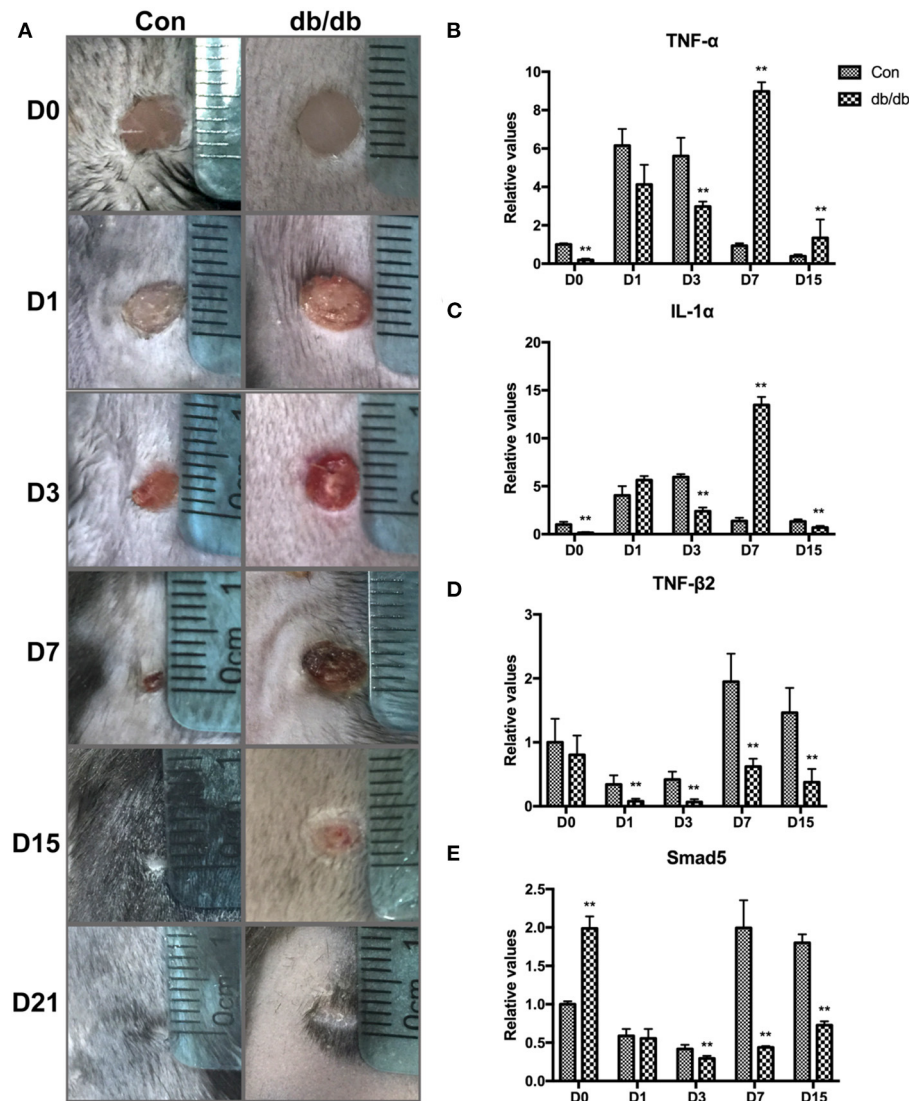 A
Con db/db
D0
D1
D3
D7
D15
D21
B
TNF-α
Relative values
10
8
6
4
2
0
**
**
**
**
D0 D1 D3 D7 D15
Con
db/db
C
IL-1α
Relative values
20
15
10
5
0
**
**
**
**
D0 D1 D3 D7 D15
D
TNF-β2
Relative values
3
2
1
0
**
**
**
**
D0 D1 D3 D7 D15
E
Smad5
Relative values
2.5
2.0
1.5
1.0
0.5
0.0
**
**
**
**
D0 D1 D3 D7 D15